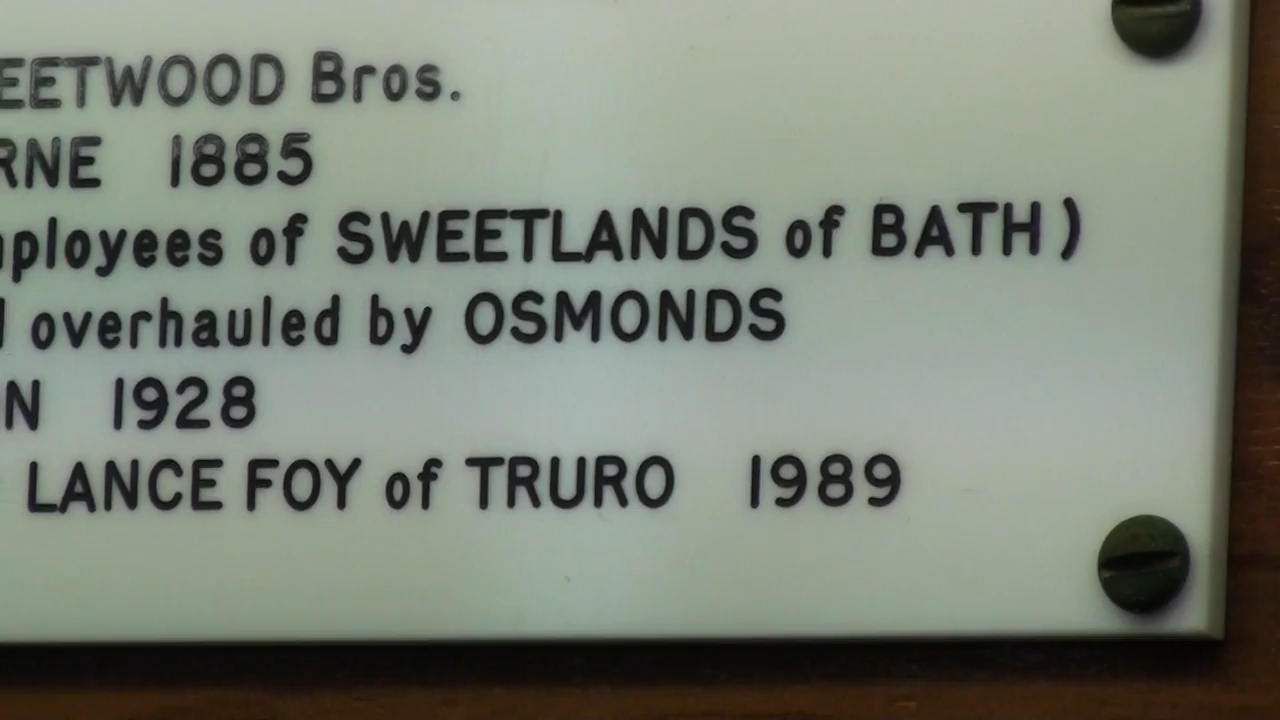 EETWOOD Bros.
RNE 1885
ployees of SWEETLANDS of BATH)
overhauled by OSMONDS
N 1928
LANCE FOY of TRURO 1989